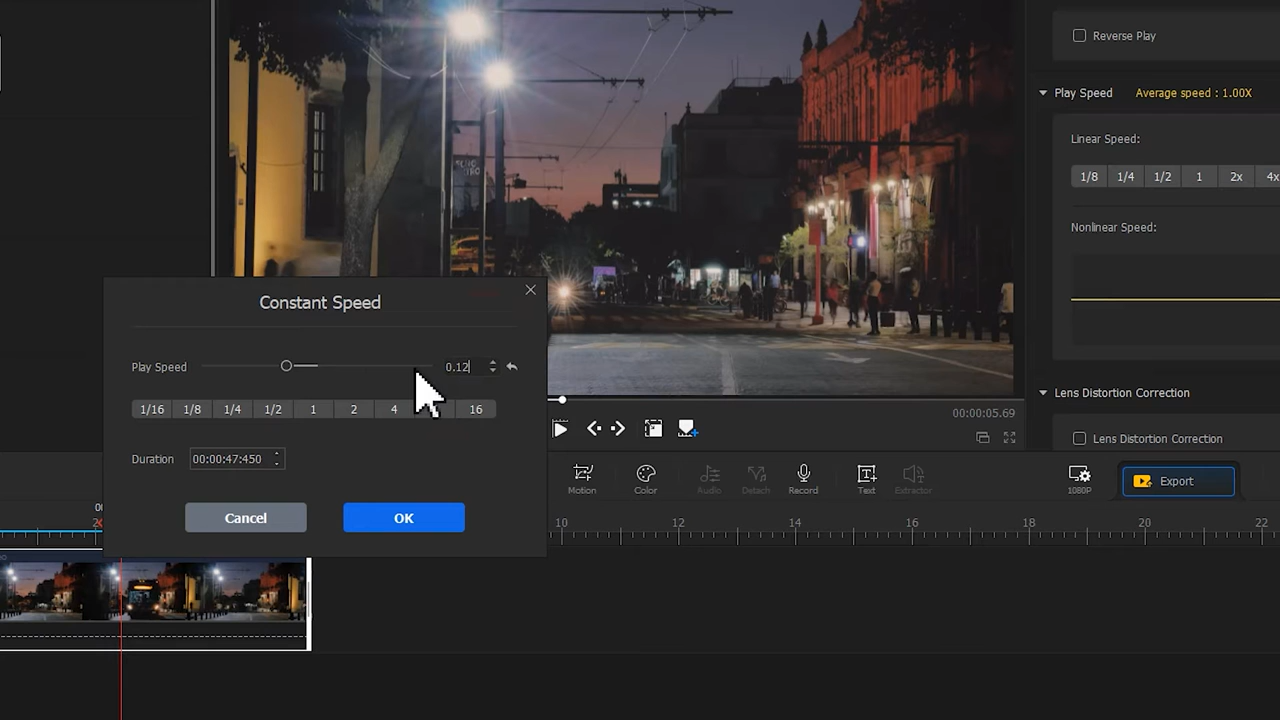 Reverse Play
Play Speed
Average speed : 1.00X
Linear Speed:
1/8 1/4 1/2 1 2x 4x
Nonlinear Speed:
Lens Distortion Correction
Lens Distortion Correction
00:00:05.69
Constant Speed
Play Speed
0.12
1/16 1/8 1/4 1/2 1 2 4 16
Duration
00:00:47:450
Cancel
OK
Motion
Color
Audio
Detach
Record
Text
Extractor
1080P
Export
10 12 14 16 18 20 22